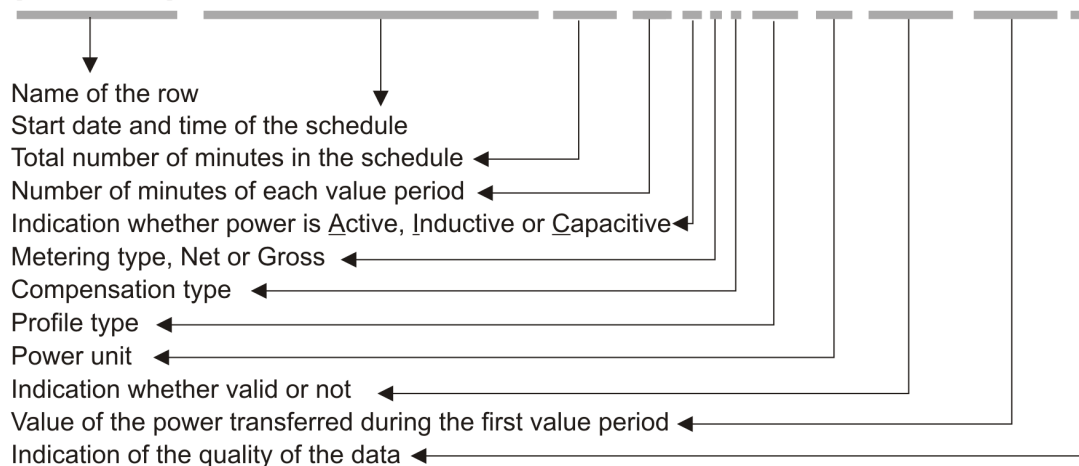 Name of the row
Start date and time of the schedule
Total number of minutes in the schedule
Number of minutes of each value period
Indication whether power is Active, Inductive or Capacitive
Metering type, Net or Gross
Compensation type
Profile type
Power unit
Indication whether valid or not
Value of the power transferred during the first value period
Indication of the quality of the data